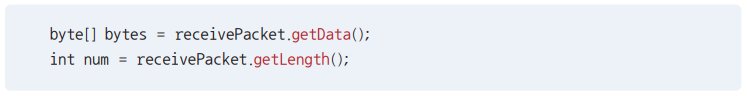 byte[] bytes = receivePacket.getData();
int num = receivePacket.getLength();